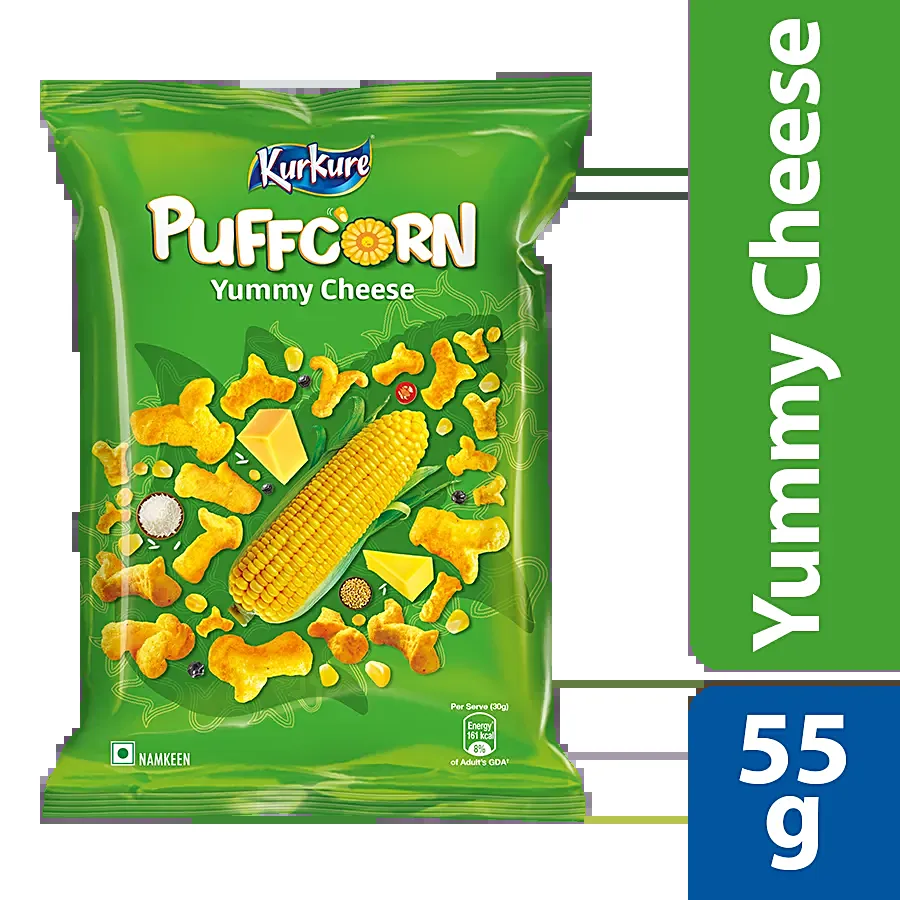 Kurkure
PUFFCORN
Yummy Cheese
Per Serve (30g)
Energy*
161 kcal
8%
of Adult's GDA†
NAMKEEN
Yummy Cheese
55
g